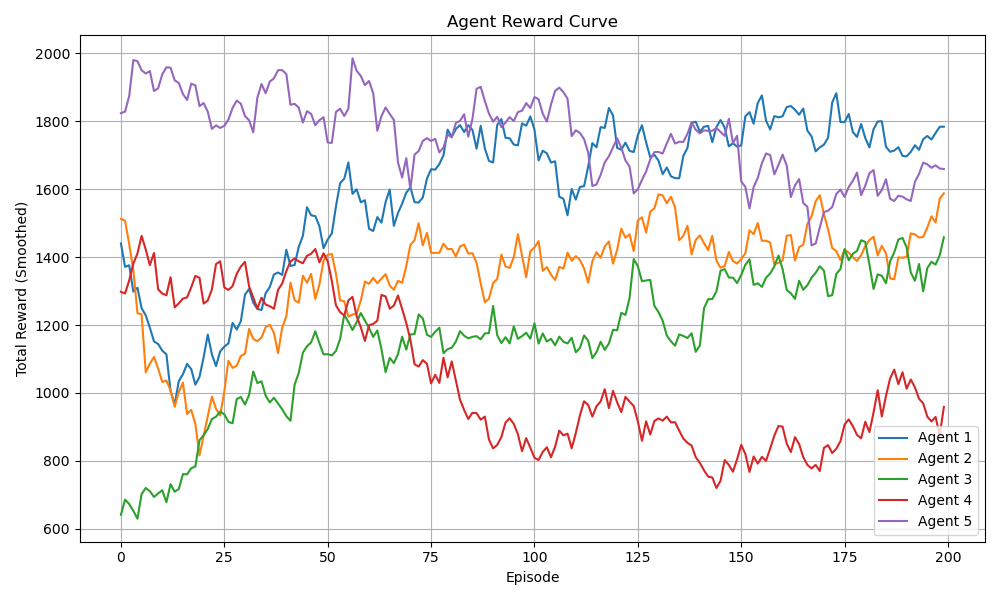 Agent Reward Curve
Total Reward (Smoothed)
2000
1800
1600
1400
1200
1000
800
600
0 25 50 75 100 125 150 175 200
Episode
Agent 1
Agent 2
Agent 3
Agent 4
Agent 5